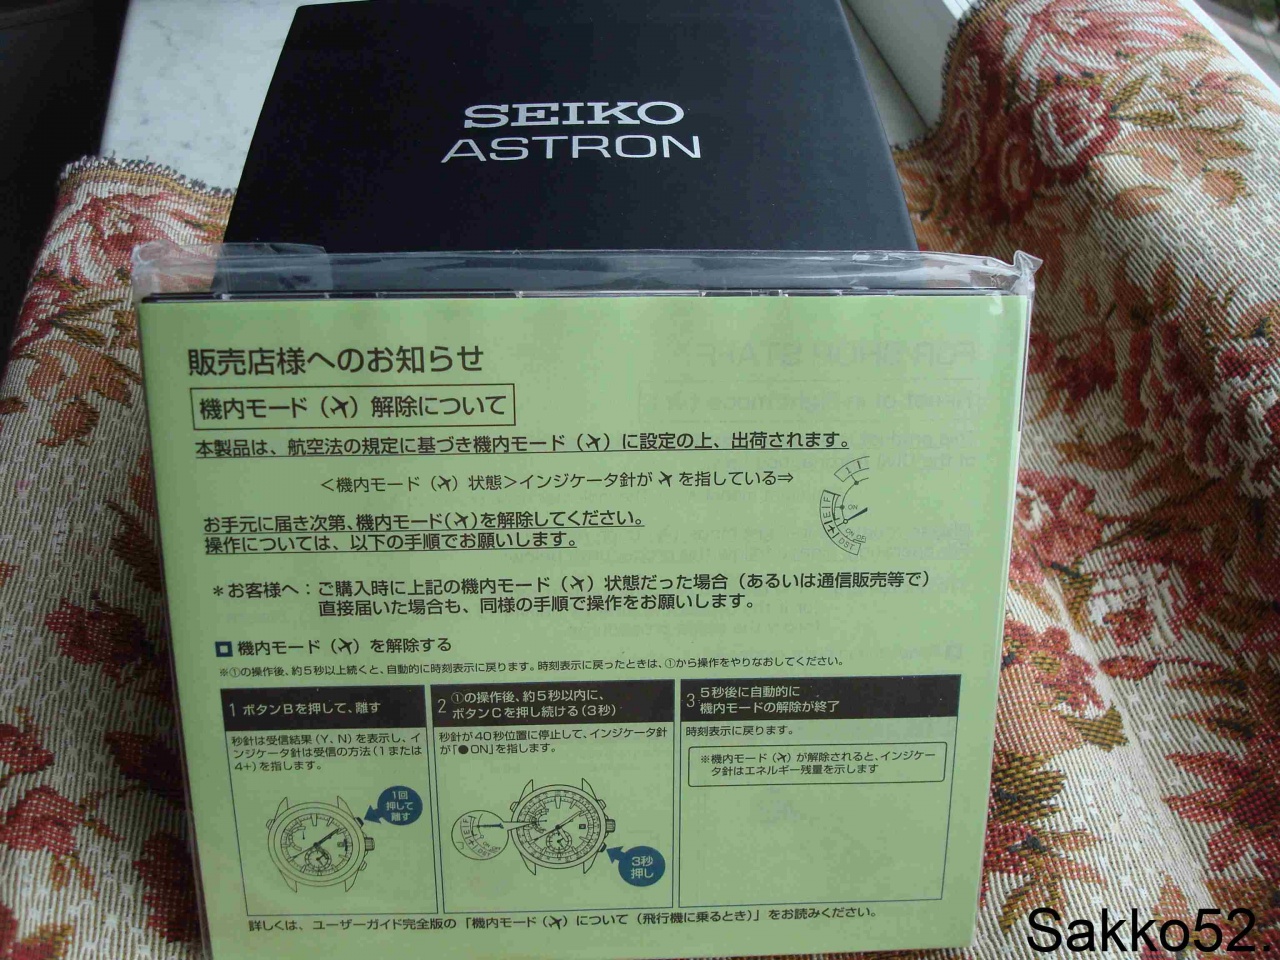 SEIKO
ASTRON
販売店様へのお知らせ
機内モード（✈）解除について
本製品は、航空法の規定に基づき機内モード（✈）に設定の上、出荷されます。
＜機内モード（✈）状態＞インジケータ針が✈を指している⇒
お手元に届き次第、機内モード(✈)を解除してください。
操作については、以下の手順でお願いします。
＊お客様へ：ご購入時に上記の機内モード（✈）状態だった場合（あるいは通信販売等で）
直接届いた場合も、同様の手順で操作をお願いします。
機内モード（✈）を解除する
※①の操作後、約5秒以上続くと、自動的に時刻表示に戻ります。時刻表示に戻ったときは、①から操作をやりなおしてください。
1 ボタンBを押して、離す
秒針は受信結果（Y, N）を表示し、イ
ンジケータ針は受信の方法（1または
4+）を指します。
1回
押して
離す
2 ①の操作後、約5秒以内に、
ボタンCを押し続ける（3秒）
秒針が40秒位置に停止して、インジケータ針
が「●ON」を指します。
3秒
押し
3 5秒後に自動的に
機内モードの解除が終了
時刻表示に戻ります。
※機内モード（✈）が解除されると、インジケー
タ針はエネルギー残量を示します
詳しくは、ユーザーガイド完全版の「機内モード（✈）について（飛行機に乗るとき）」をお読みください。
Sakko52.